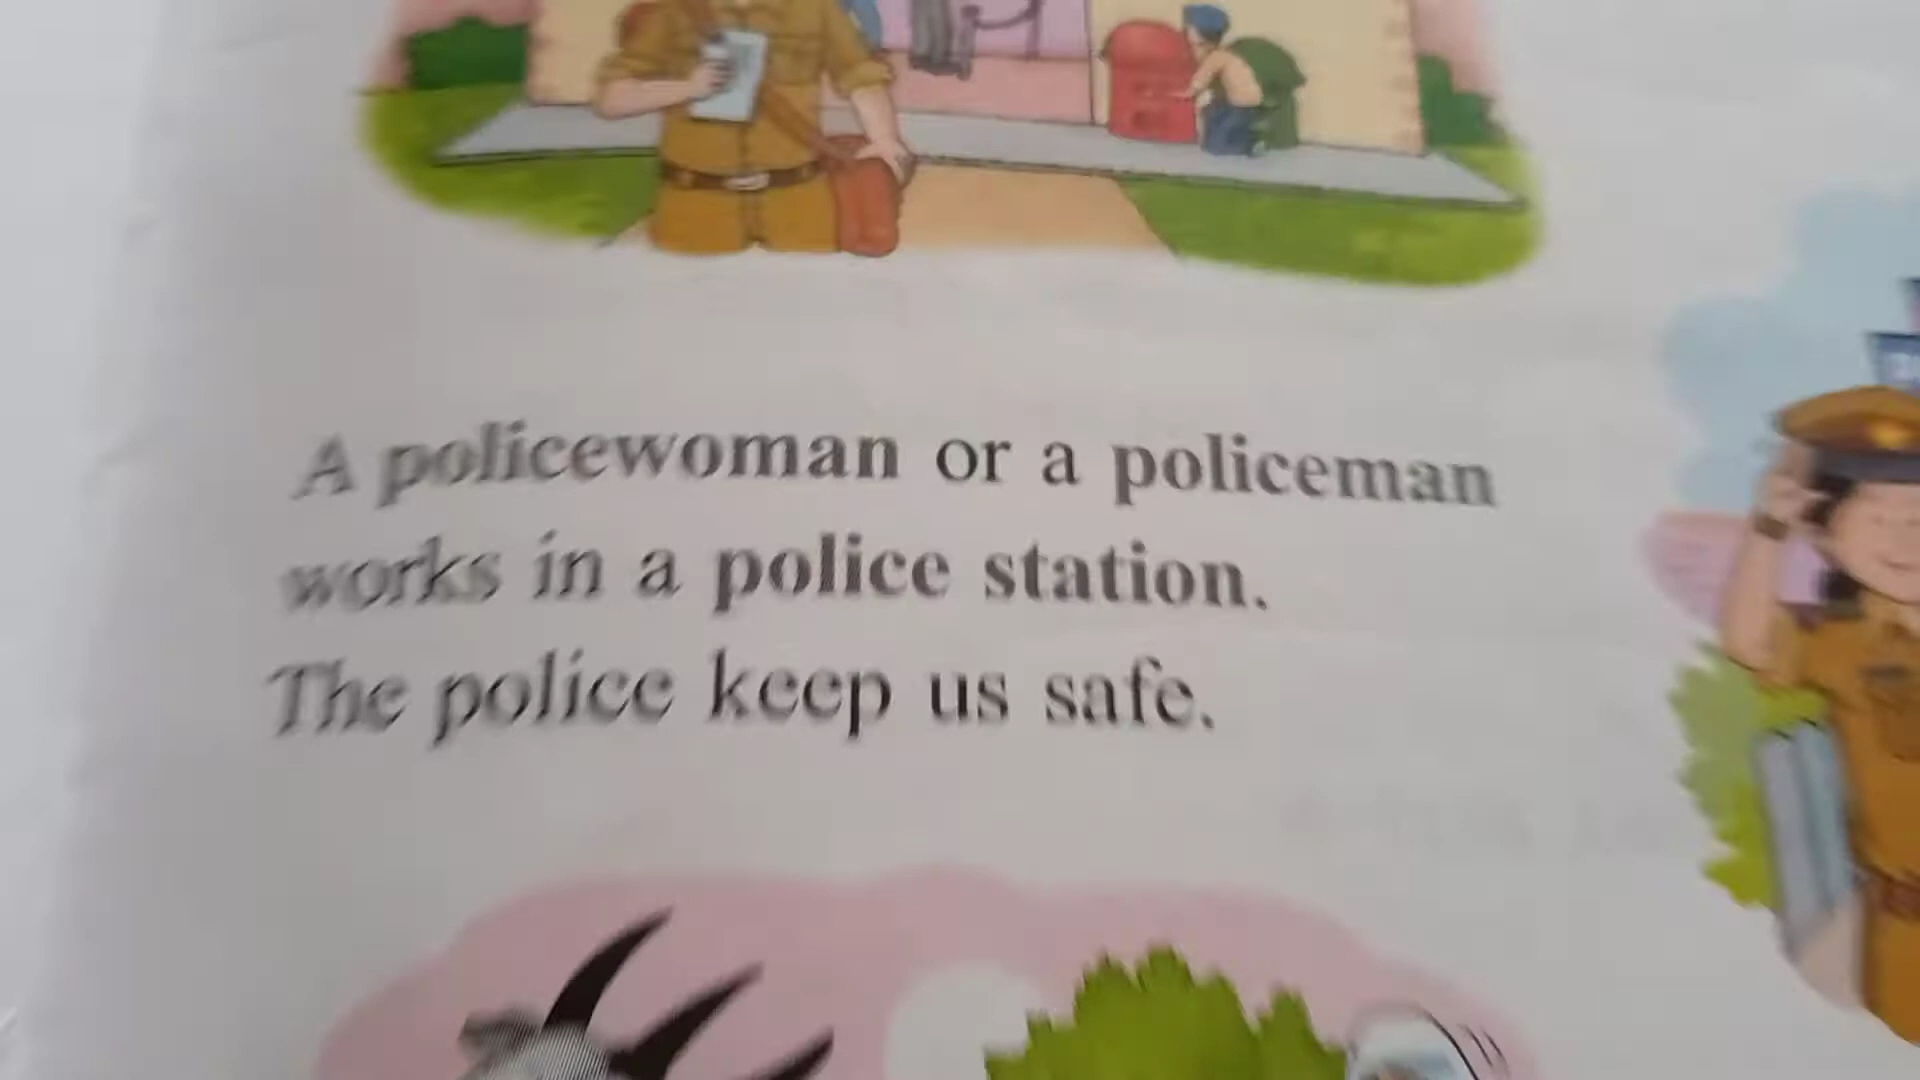 A policewoman or a policeman
works in a police station.
The police keep us safe.